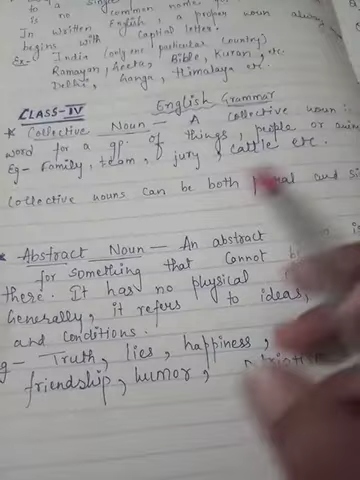 to a single
is no common name
In written English, a proper noun always
begins with capital letter.
Ex- India (only one particular country)
Ramayan, Geeta, Bible, Kuran, etc.
Delhi, Ganga, Himalaya etc.
CLASS-IV English Grammar
* Collective Noun - A collective noun is
word for a gp. of things, people or
Eg- Family, team, jury, cattle etc.
Collective nouns can be both and
* Abstract Noun - An abstract
for something that cannot
there. It has no physical
Generally, it refers to ideas,
and conditions.
- Truth, lies, happiness,
friendship, humor,